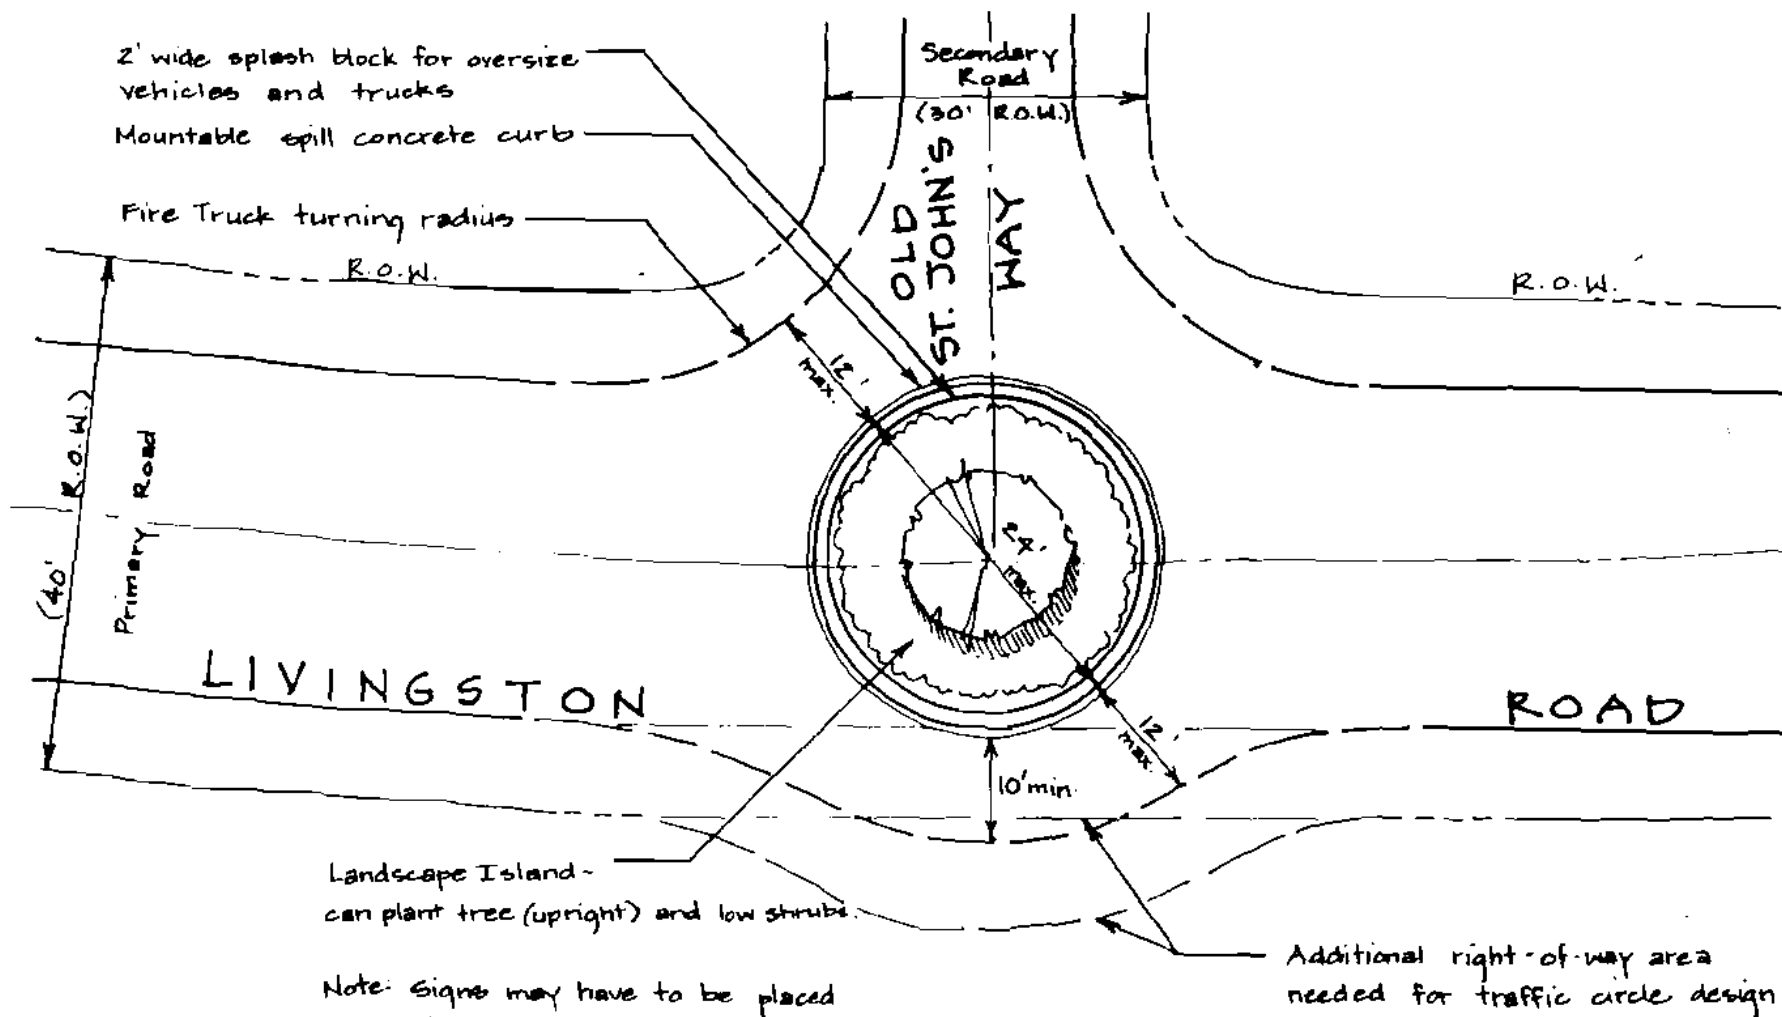 2' wide splash block for oversize
vehicles and trucks
Mountable spill concrete curb
Fire Truck turning radius
Secondary
Road
(30' R.O.W.)
OLD
ST. JOHN'S
WAY
R.O.W.
R.O.W.
12'
max.
(40' R.O.W.)
Primary Road
max.
LIVINGSTON
ROAD
12'
max.
10' min.
Landscape Island-
can plant tree (upright) and low shrubs.
Note: Signs may have to be placed
Additional right-of-way area
needed for traffic circle design